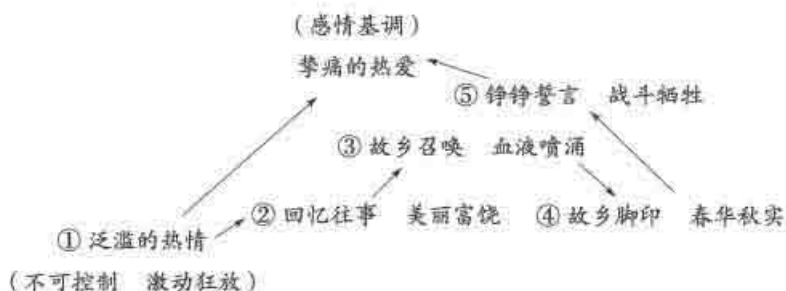 (感情基调)
挚痛的热爱
⑤ 铮铮誓言 战斗牺牲
③ 故乡召唤 血液喷涌
② 回忆往事 美丽富饶 ④ 故乡脚印 春华秋实
① 泛滥的热情
(不可控制 激动狂放)